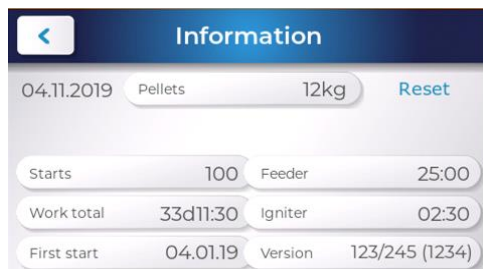 Information
04.11.2019 Pellets 12kg Reset
Starts 100 Feeder 25:00
Work total 33d11:30 Igniter 02:30
First start 04.01.19 Version 123/245 (1234)